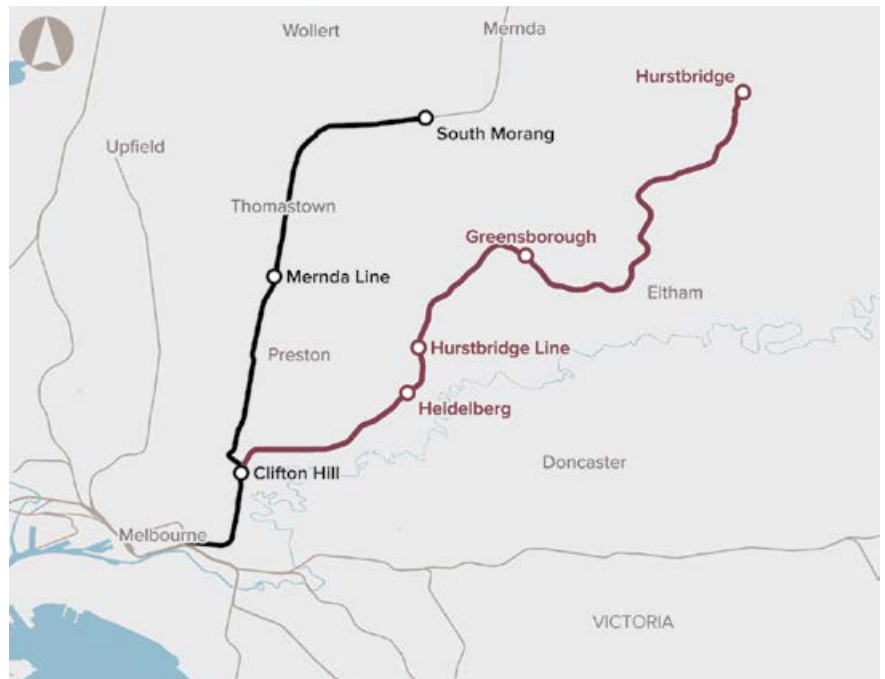 Wollert
Mernda
Hurstbridge
South Morang
Upfield
Thomastown
Greensborough
Mernda Line
Eltham
Hurstbridge Line
Preston
Heidelberg
Doncaster
Clifton Hill
Melbourne
VICTORIA